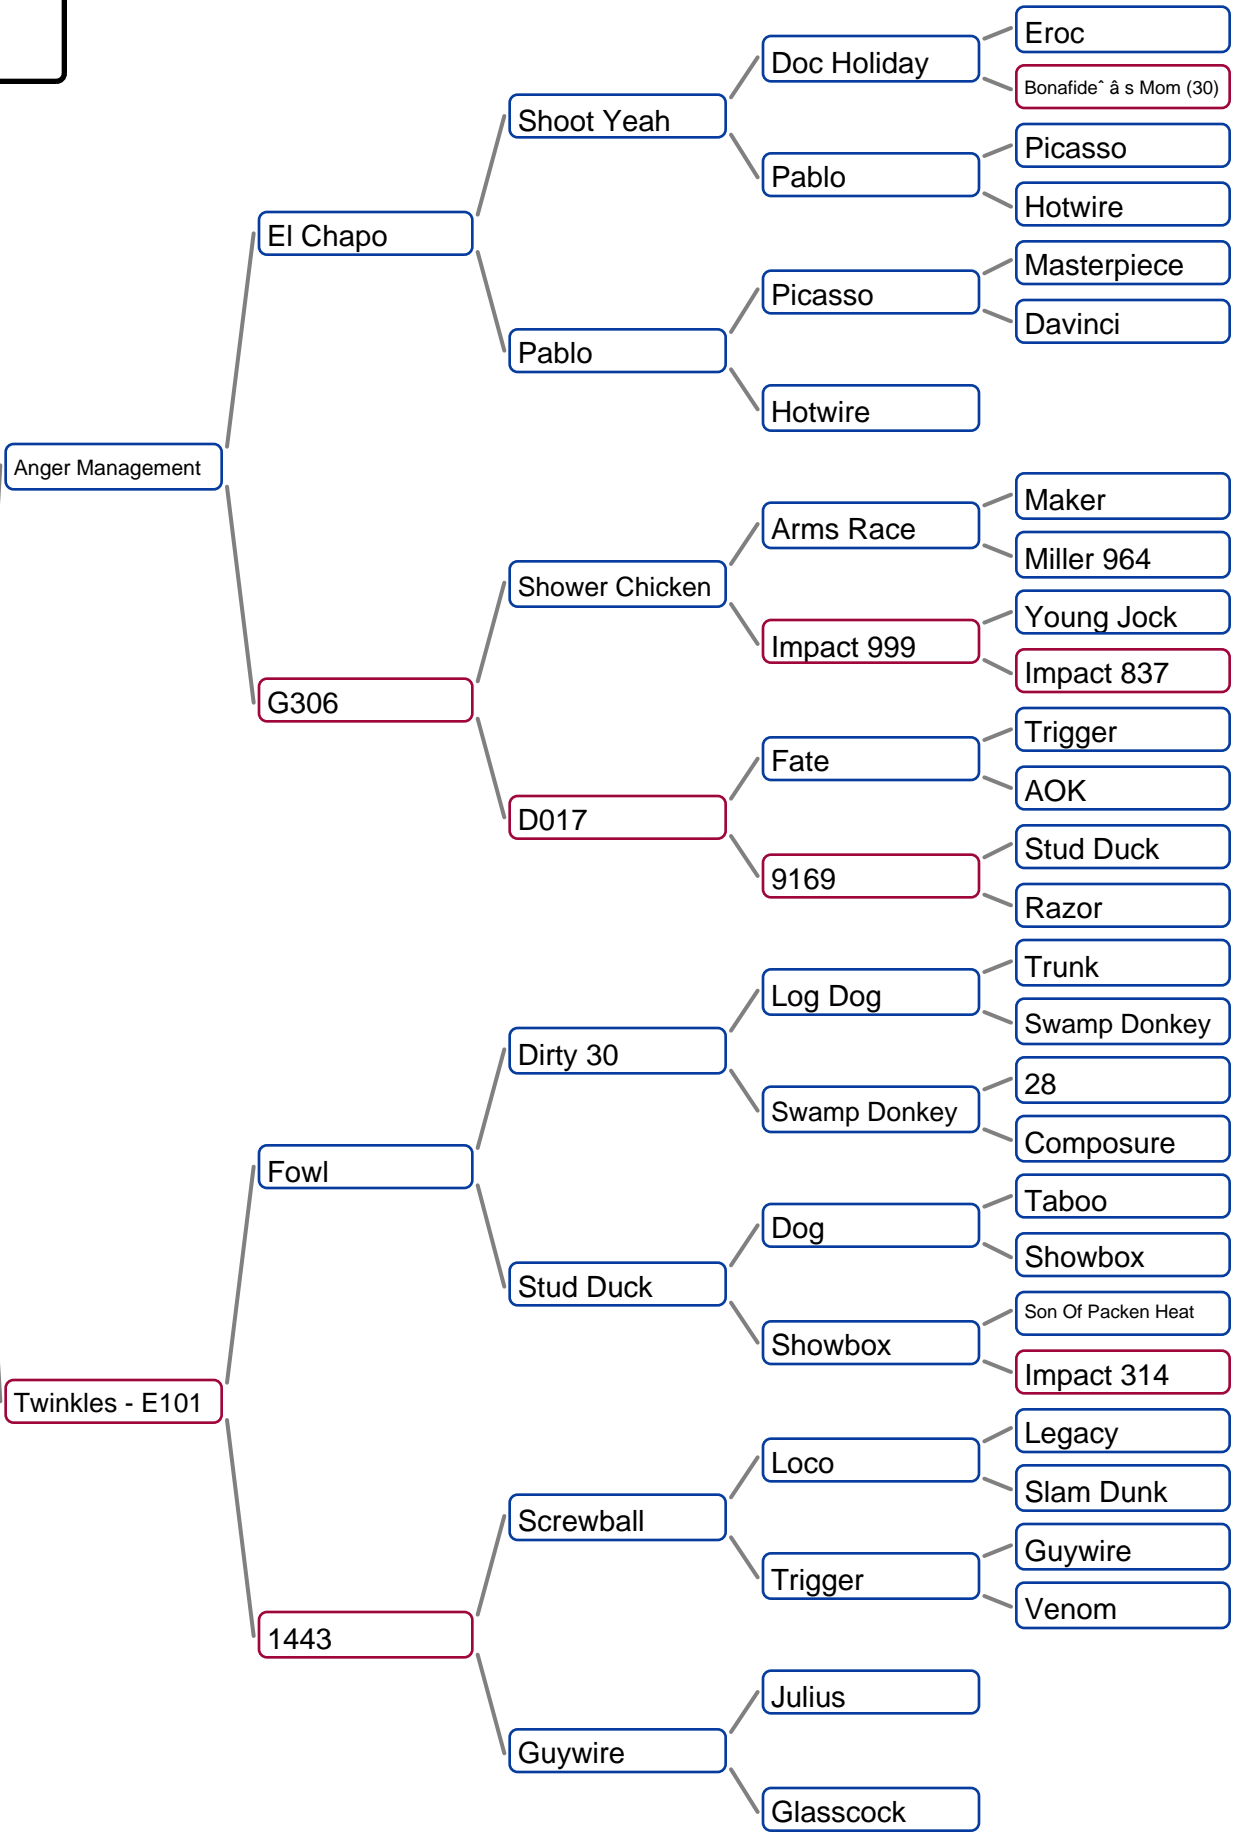 Eroc
Doc Holiday
Bonafideˆ â s Mom (30)
Shoot Yeah
Picasso
Pablo
Hotwire
El Chapo
Masterpiece
Picasso
Davinci
Pablo
Hotwire
Anger Management
Maker
Arms Race
Miller 964
Shower Chicken
Young Jock
Impact 999
Impact 837
G306
Trigger
Fate
AOK
D017
Stud Duck
9169
Razor
Trunk
Log Dog
Swamp Donkey
Dirty 30
28
Swamp Donkey
Composure
Fowl
Taboo
Dog
Showbox
Stud Duck
Son Of Packen Heat
Showbox
Impact 314
Twinkles - E101
Legacy
Loco
Slam Dunk
Screwball
Guywire
Trigger
Venom
1443
Julius
Guywire
Glasscock